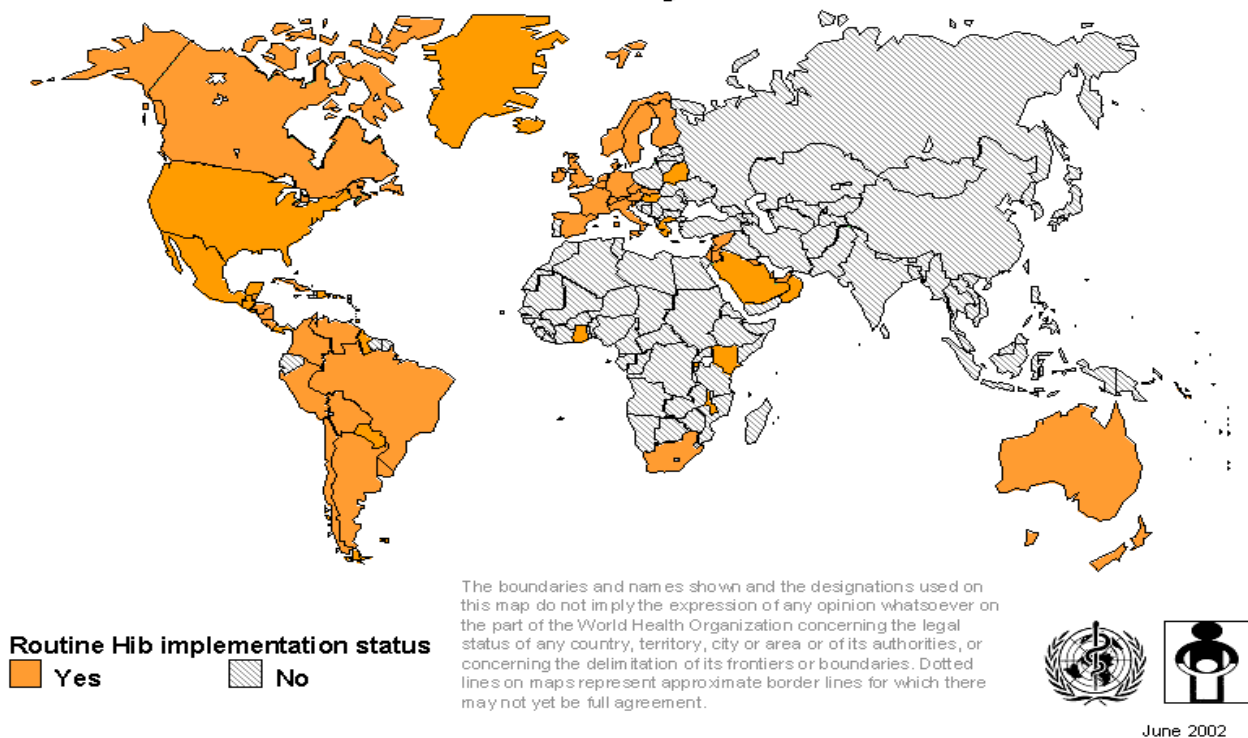 The boundaries and names shown and the designations used on
this map do not imply the expression of any opinion whatsoever on
the part of the World Health Organization concerning the legal
status of any country, territory, city or area or of its authorities, or
concerning the delimitation of its frontiers or boundaries. Dotted
lines on maps represent approximate border lines for which there
may not yet be full agreement.
Routine Hib implementation status
Yes No
June 2002